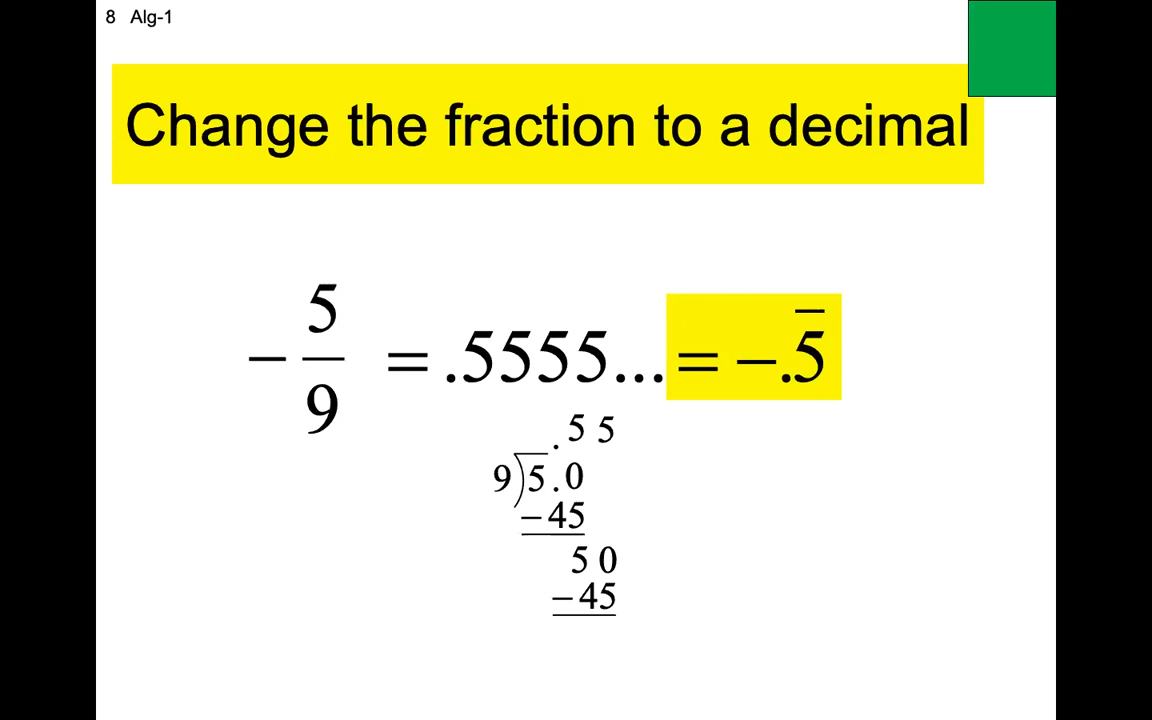 8 Alg-1
Change the fraction to a decimal
−5/9 = .5555... = −.5̅
.5 5
9)5.0
−45
5 0
−45